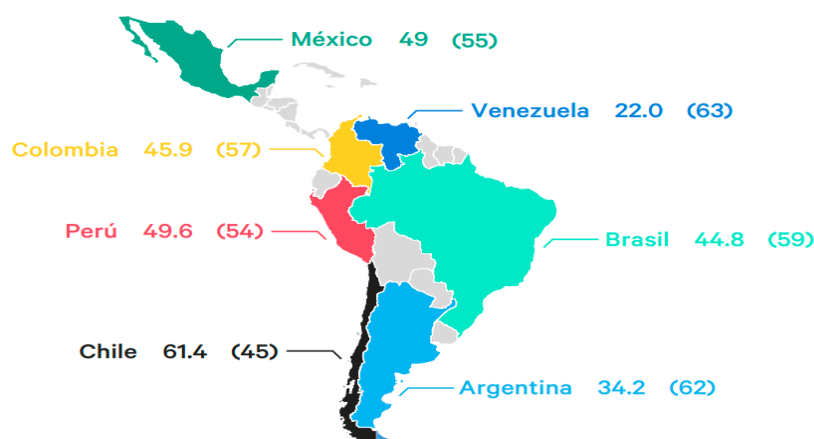 México 49 (55)
Venezuela 22.0 (63)
Colombia 45.9 (57)
Perú 49.6 (54)
Brasil 44.8 (59)
Chile 61.4 (45)
Argentina 34.2 (62)